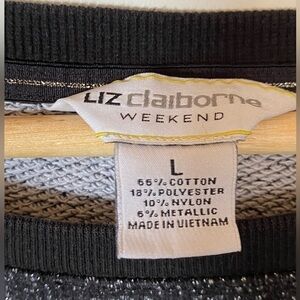 LIZ claiborne
WEEKEND
L
66% COTTON
18% POLYESTER
10% NYLON
6% METALLIC
MADE IN VIETNAM